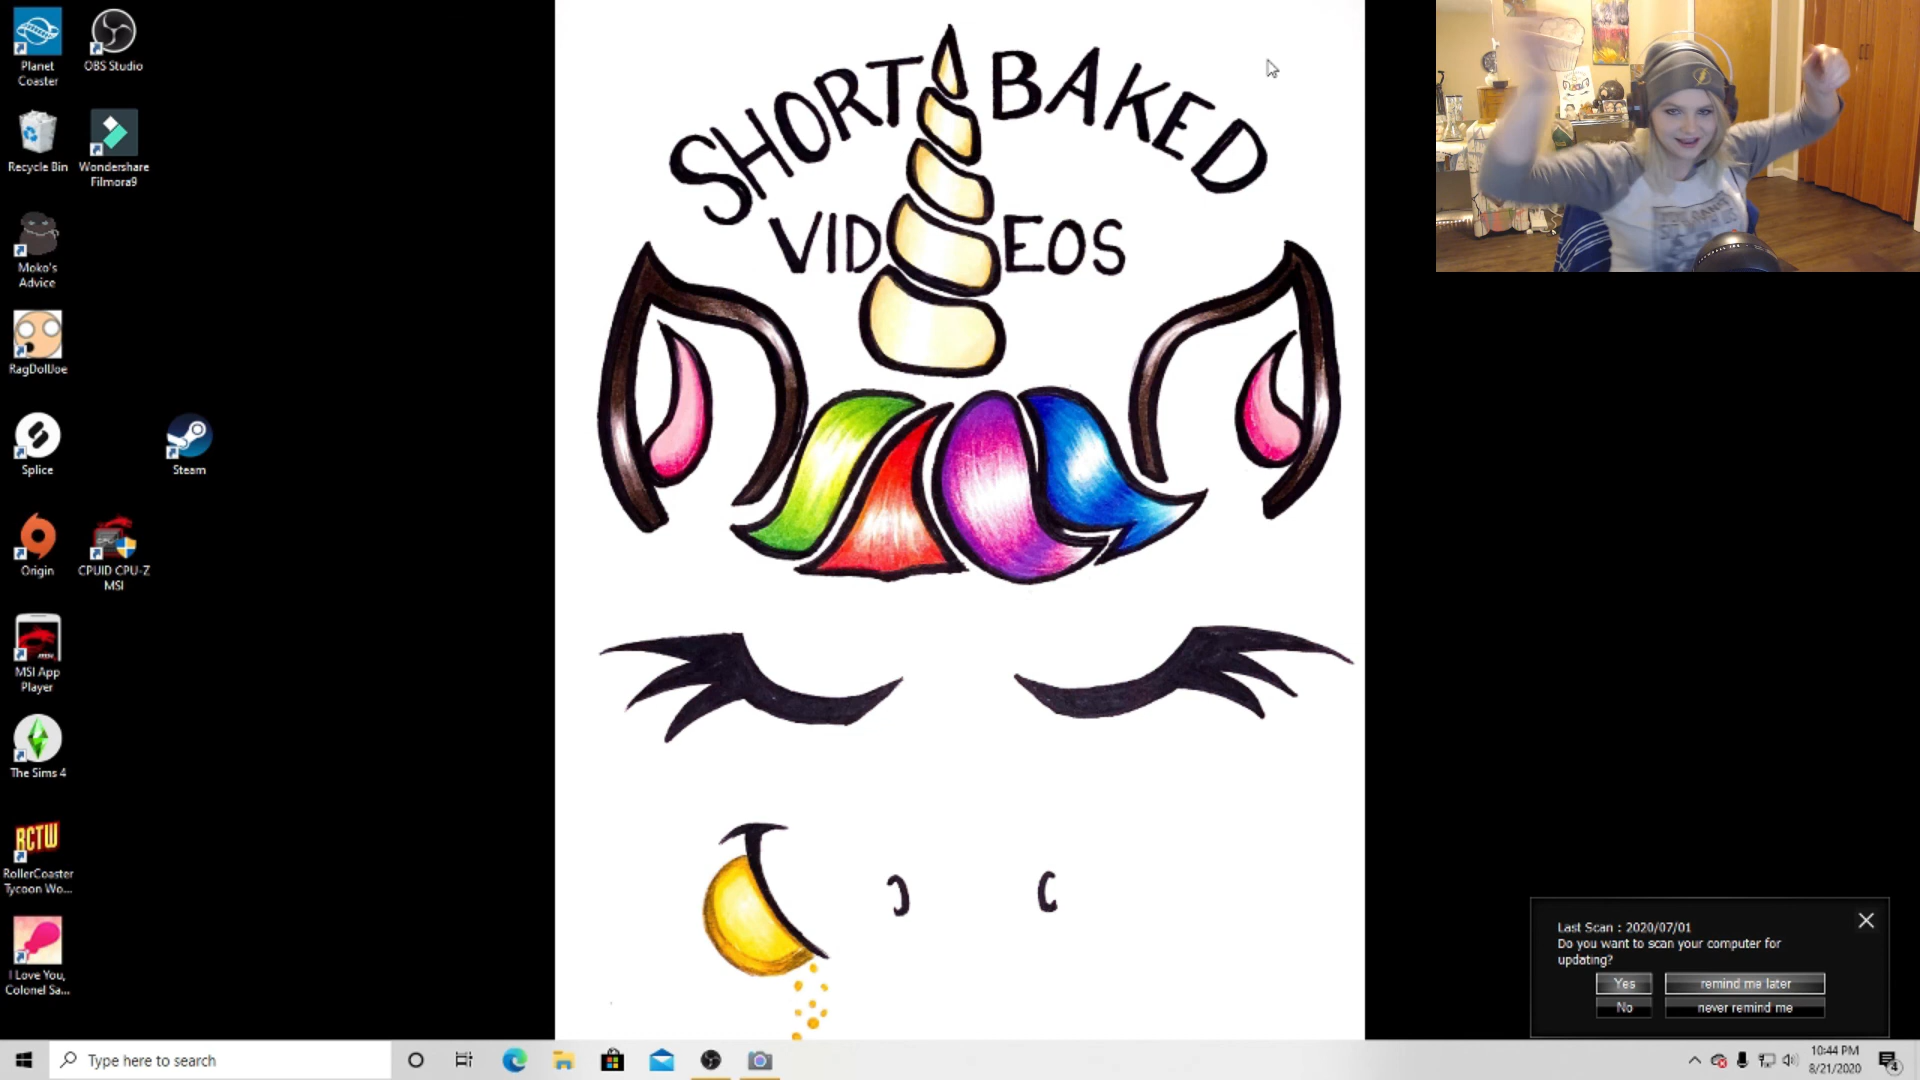 Planet
Coaster
OBS Studio
Recycle Bin
Wondershare
Filmora9
Moko's
Advice
RagDollJoe
Splice
Steam
Origin
CPUID CPU-Z
MSI
MSI App
Player
The Sims 4
RCTW
RollerCoaster
Tycoon Wo...
I Love You,
Colonel Sa...
SHORT BAKED
VIDEOS
Last Scan : 2020/07/01
Do you want to scan your computer for
updating?
Yes
remind me later
No
never remind me
Type here to search
10:44 PM
8/21/2020
4